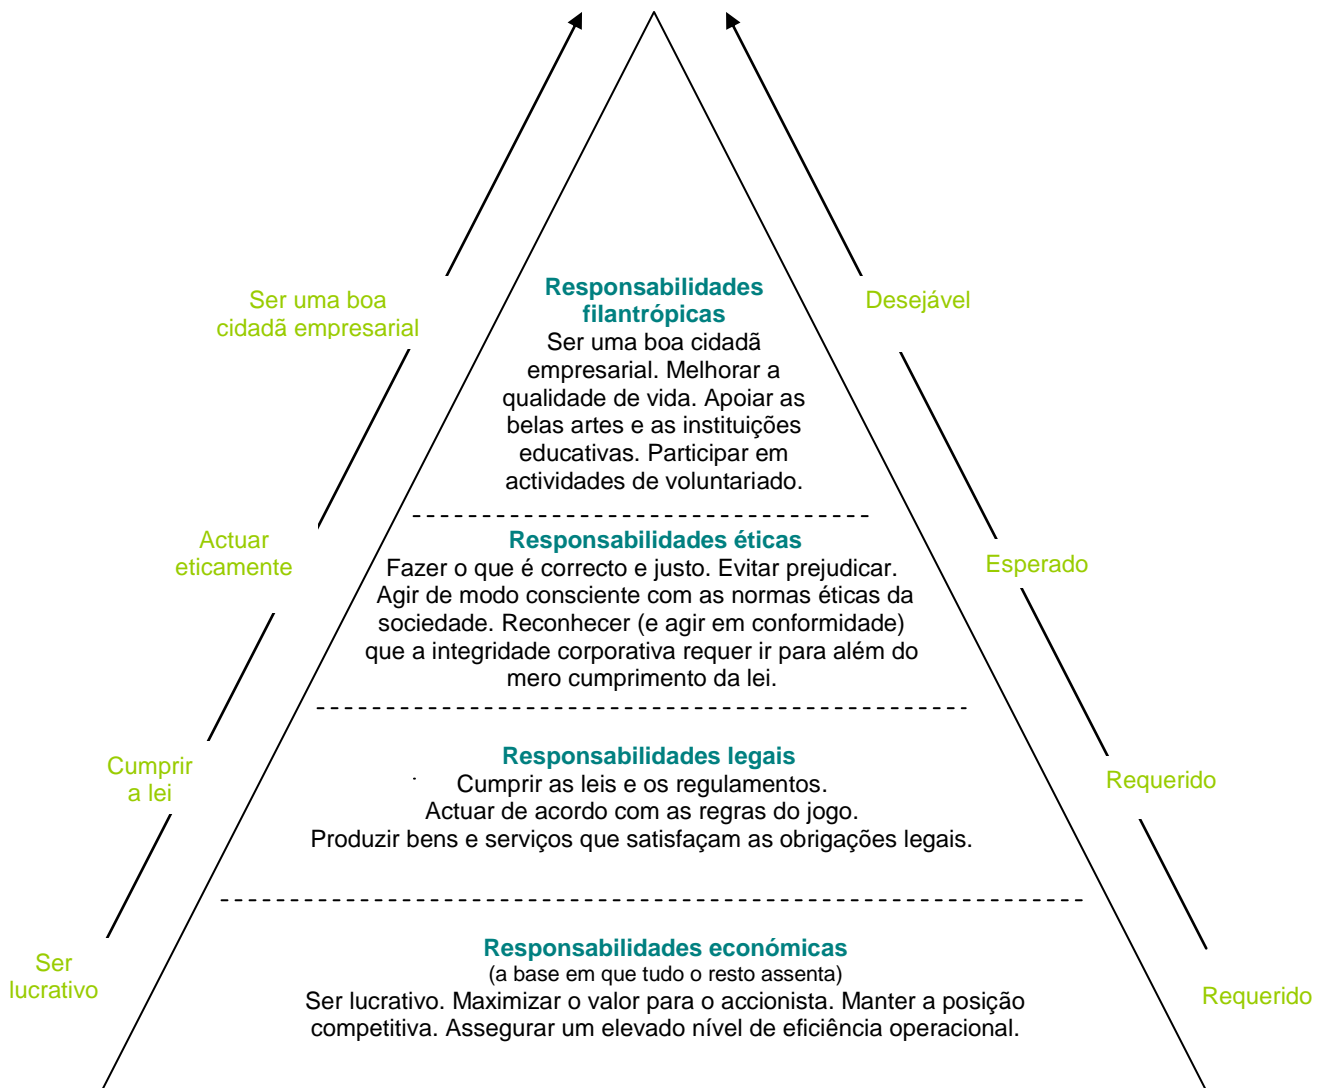 Ser uma boa
cidadã empresarial
Responsabilidades
filantrópicas
Ser uma boa cidadã
empresarial. Melhorar a
qualidade de vida. Apoiar as
belas artes e as instituições
educativas. Participar em
actividades de voluntariado.
Desejável
Actuar
eticamente
Responsabilidades éticas
Fazer o que é correcto e justo. Evitar prejudicar.
Agir de modo consciente com as normas éticas da
sociedade. Reconhecer (e agir em conformidade)
que a integridade corporativa requer ir para além do
mero cumprimento da lei.
Esperado
Cumprir
a lei
Responsabilidades legais
Cumprir as leis e os regulamentos.
Actuar de acordo com as regras do jogo.
Produzir bens e serviços que satisfaçam as obrigações legais.
Requerido
Ser
lucrativo
Responsabilidades económicas
(a base em que tudo o resto assenta)
Ser lucrativo. Maximizar o valor para o accionista. Manter a posição
competitiva. Assegurar um elevado nível de eficiência operacional.
Requerido